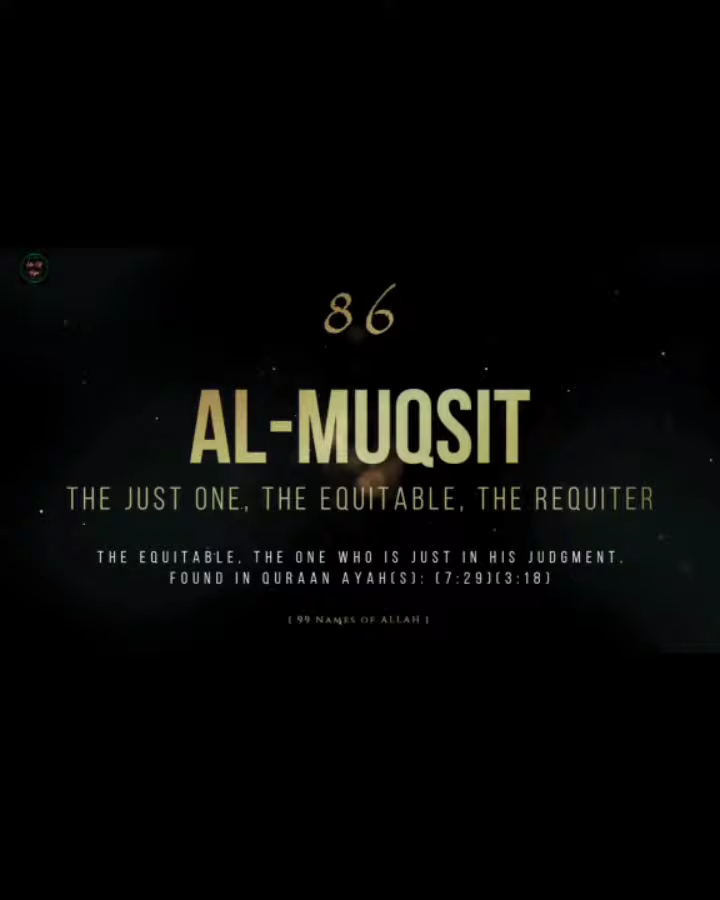 86
AL-MUQSIT
THE JUST ONE, THE EQUITABLE, THE REQUITER
THE EQUITABLE, THE ONE WHO IS JUST IN HIS JUDGMENT.
FOUND IN QURAAN AYAH(S): (7:29)(3:18)
[ 99 NAMES OF ALLAH ]